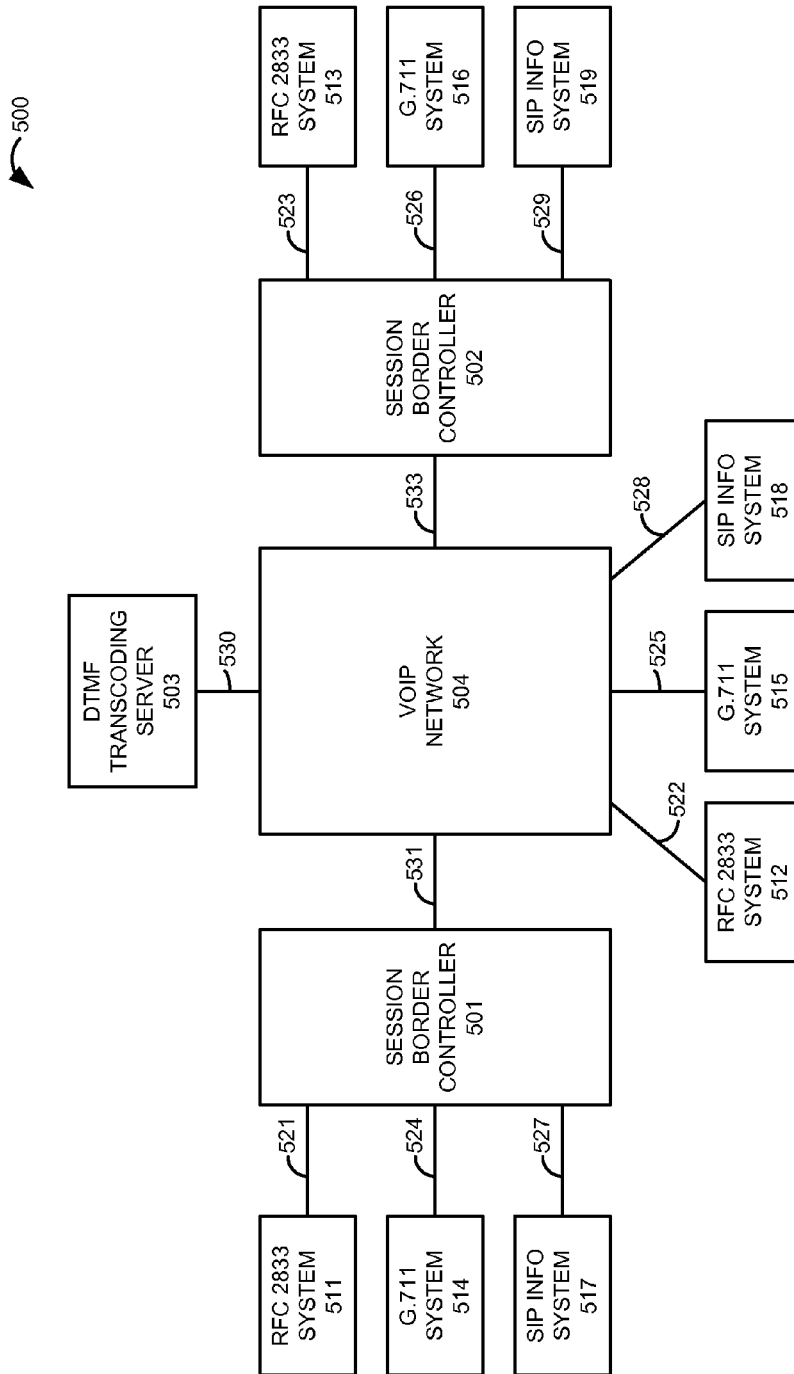 500
DTMF
TRANSCODING
SERVER
503
530
RFC 2833
SYSTEM
511
521
G.711
SYSTEM
514
524
SIP INFO
SYSTEM
517
527
SESSION
BORDER
CONTROLLER
501
531
VOIP
NETWORK
504
533
SESSION
BORDER
CONTROLLER
502
523
RFC 2833
SYSTEM
513
526
G.711
SYSTEM
516
529
SIP INFO
SYSTEM
519
522
RFC 2833
SYSTEM
512
525
G.711
SYSTEM
515
528
SIP INFO
SYSTEM
518